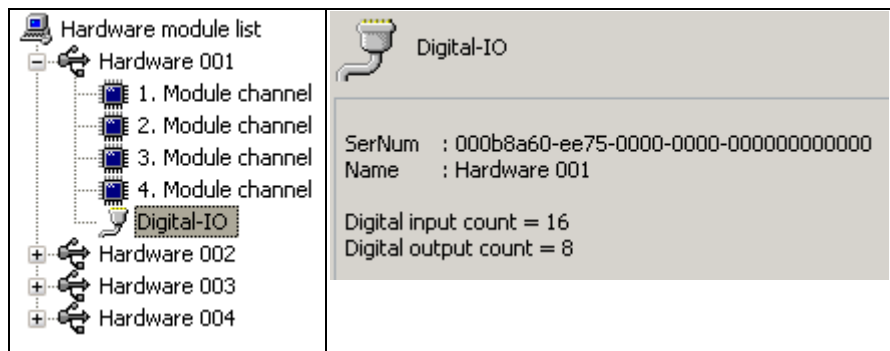 Hardware module list
Hardware 001
1. Module channel
2. Module channel
3. Module channel
4. Module channel
Digital-IO
Hardware 002
Hardware 003
Hardware 004
Digital-IO
SerNum : 000b8a60-ee75-0000-0000-000000000000
Name : Hardware 001
Digital input count = 16
Digital output count = 8